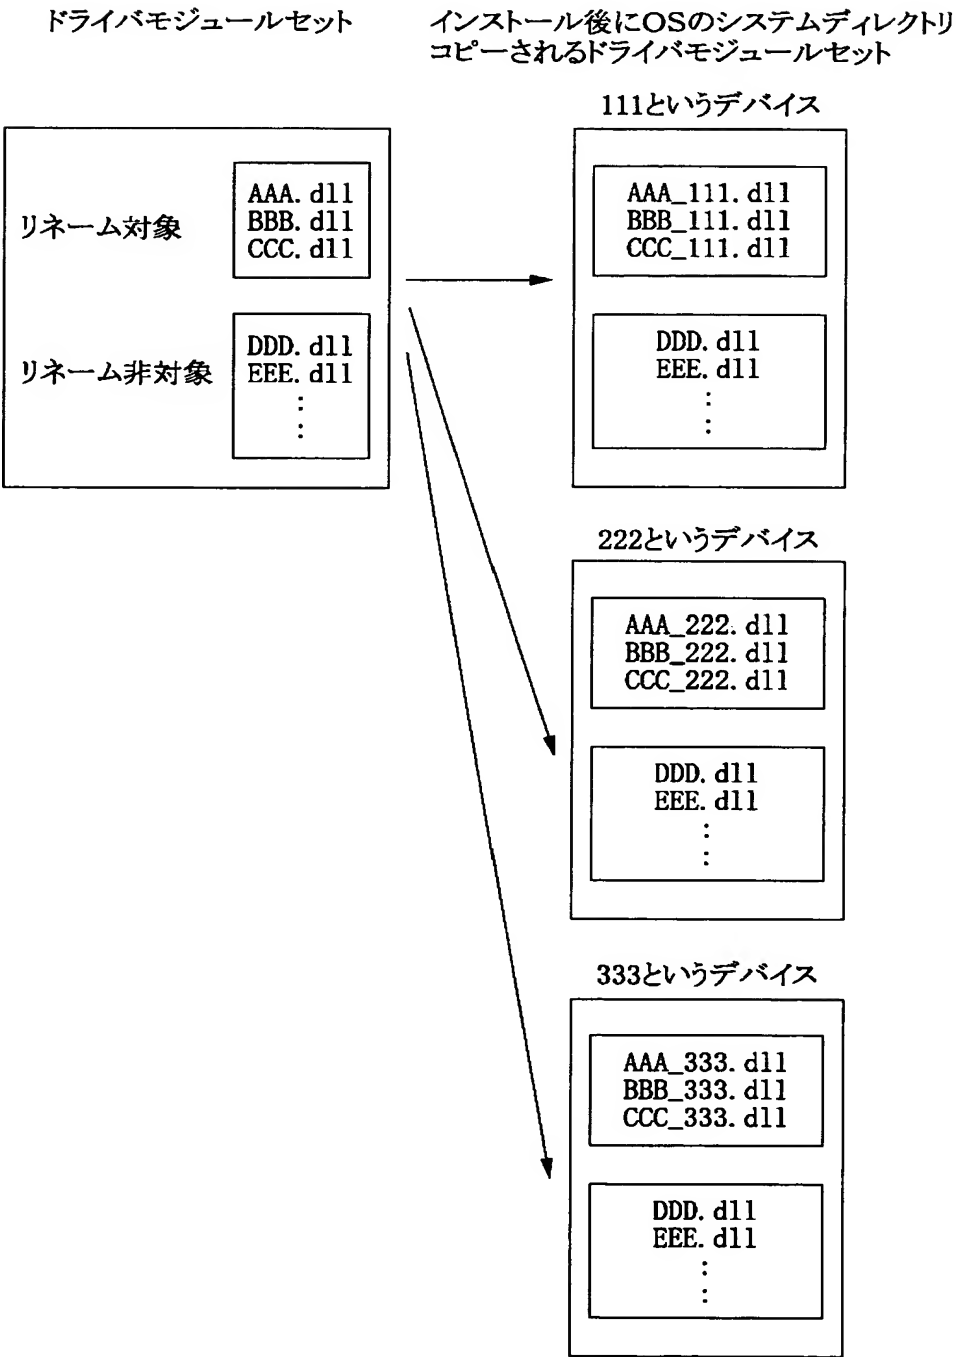 ドライバモジュールセット
インストール後にOSのシステムディレクトリ
コピーされるドライバモジュールセット
リネーム対象
AAA. dll
BBB. dll
CCC. dll
リネーム非対象
DDD. dll
EEE. dll
111というデバイス
AAA_111. dll
BBB_111. dll
CCC_111. dll
DDD. dll
EEE. dll
222というデバイス
AAA_222. dll
BBB_222. dll
CCC_222. dll
DDD. dll
EEE. dll
333というデバイス
AAA_333. dll
BBB_333. dll
CCC_333. dll
DDD. dll
EEE. dll